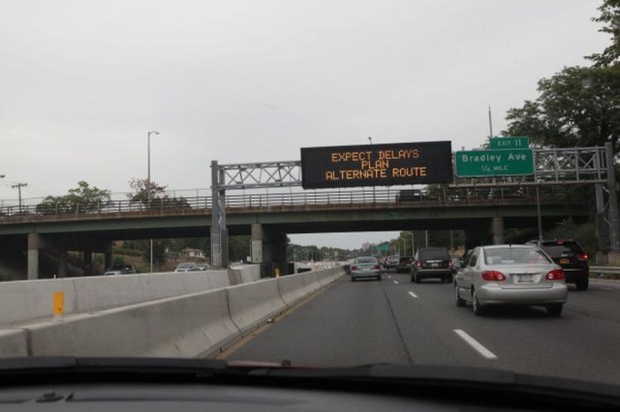 EXPECT DELAYS
PLAN
ALTERNATE ROUTE
EXIT 11
Bradley Ave
¼ MILE